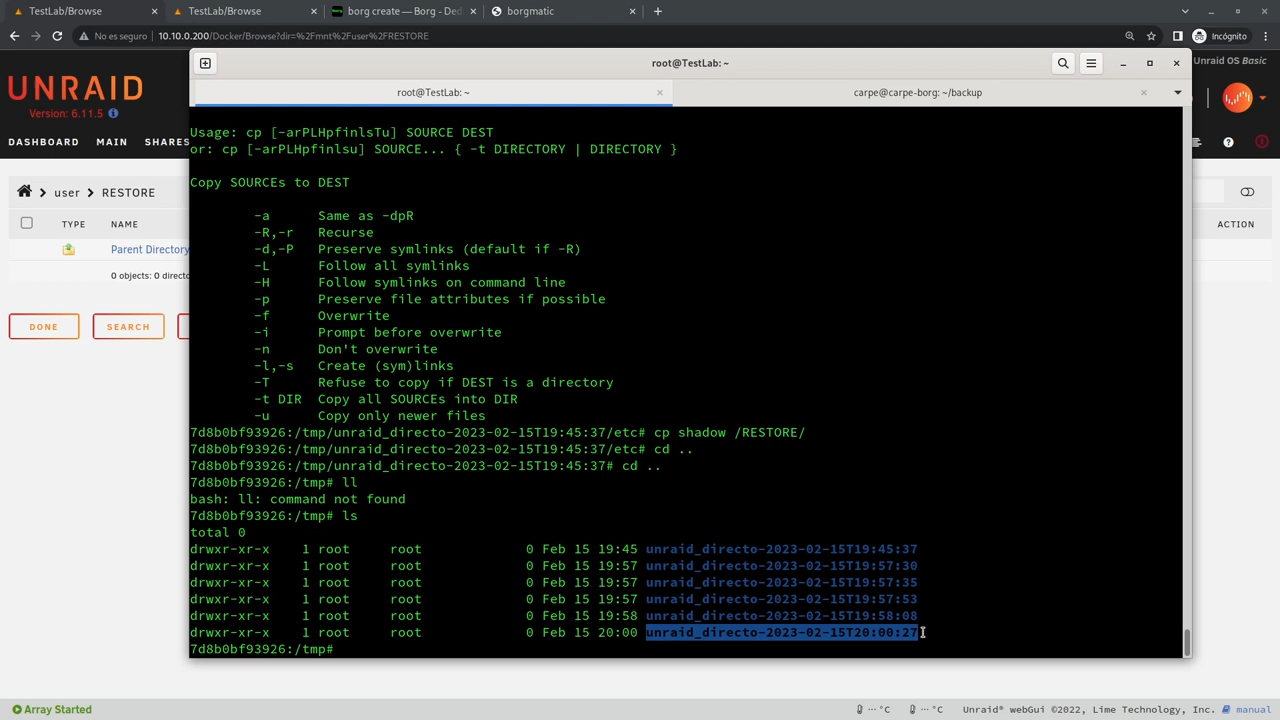 TestLab/Browse
TestLab/Browse
borg create — Borg - Ded
borgmatic
No es seguro
10.10.0.200/Docker/Browse?dir=%2Fmnt%2Fuser%2FRESTORE
Incógnito
UNRAID
Version: 6.11.5
Unraid OS Basic
DASHBOARD MAIN SHARES
root@TestLab: ~
root@TestLab: ~
carpe@carpe-borg: ~/backup
user
RESTORE
TYPE NAME
ACTION
Parent Directory
0 objects: 0 directo
DONE
SEARCH
Usage: cp [-arPLHpfinlsTu] SOURCE DEST
or: cp [-arPLHpfinlsu] SOURCE... { -t DIRECTORY | DIRECTORY }
Copy SOURCEs to DEST
-a Same as -dpR
-R,-r Recurse
-d,-P Preserve symlinks (default if -R)
-L Follow all symlinks
-H Follow symlinks on command line
-p Preserve file attributes if possible
-f Overwrite
-i Prompt before overwrite
-n Don't overwrite
-l,-s Create (sym)links
-T Refuse to copy if DEST is a directory
-t DIR Copy all SOURCEs into DIR
-u Copy only newer files
7d8b0bf93926:/tmp/unraid_directo-2023-02-15T19:45:37/etc# cp shadow /RESTORE/
7d8b0bf93926:/tmp/unraid_directo-2023-02-15T19:45:37/etc# cd ..
7d8b0bf93926:/tmp/unraid_directo-2023-02-15T19:45:37# cd ..
7d8b0bf93926:/tmp# ll
bash: ll: command not found
7d8b0bf93926:/tmp# ls
total 0
drwxr-xr-x 1 root root 0 Feb 15 19:45 unraid_directo-2023-02-15T19:45:37
drwxr-xr-x 1 root root 0 Feb 15 19:57 unraid_directo-2023-02-15T19:57:30
drwxr-xr-x 1 root root 0 Feb 15 19:57 unraid_directo-2023-02-15T19:57:35
drwxr-xr-x 1 root root 0 Feb 15 19:57 unraid_directo-2023-02-15T19:57:53
drwxr-xr-x 1 root root 0 Feb 15 19:58 unraid_directo-2023-02-15T19:58:08
drwxr-xr-x 1 root root 0 Feb 15 20:00 unraid_directo-2023-02-15T20:00:27
7d8b0bf93926:/tmp#
Array Started
··· °C
··· °C
Unraid® webGui ©2022, Lime Technology, Inc.
manual